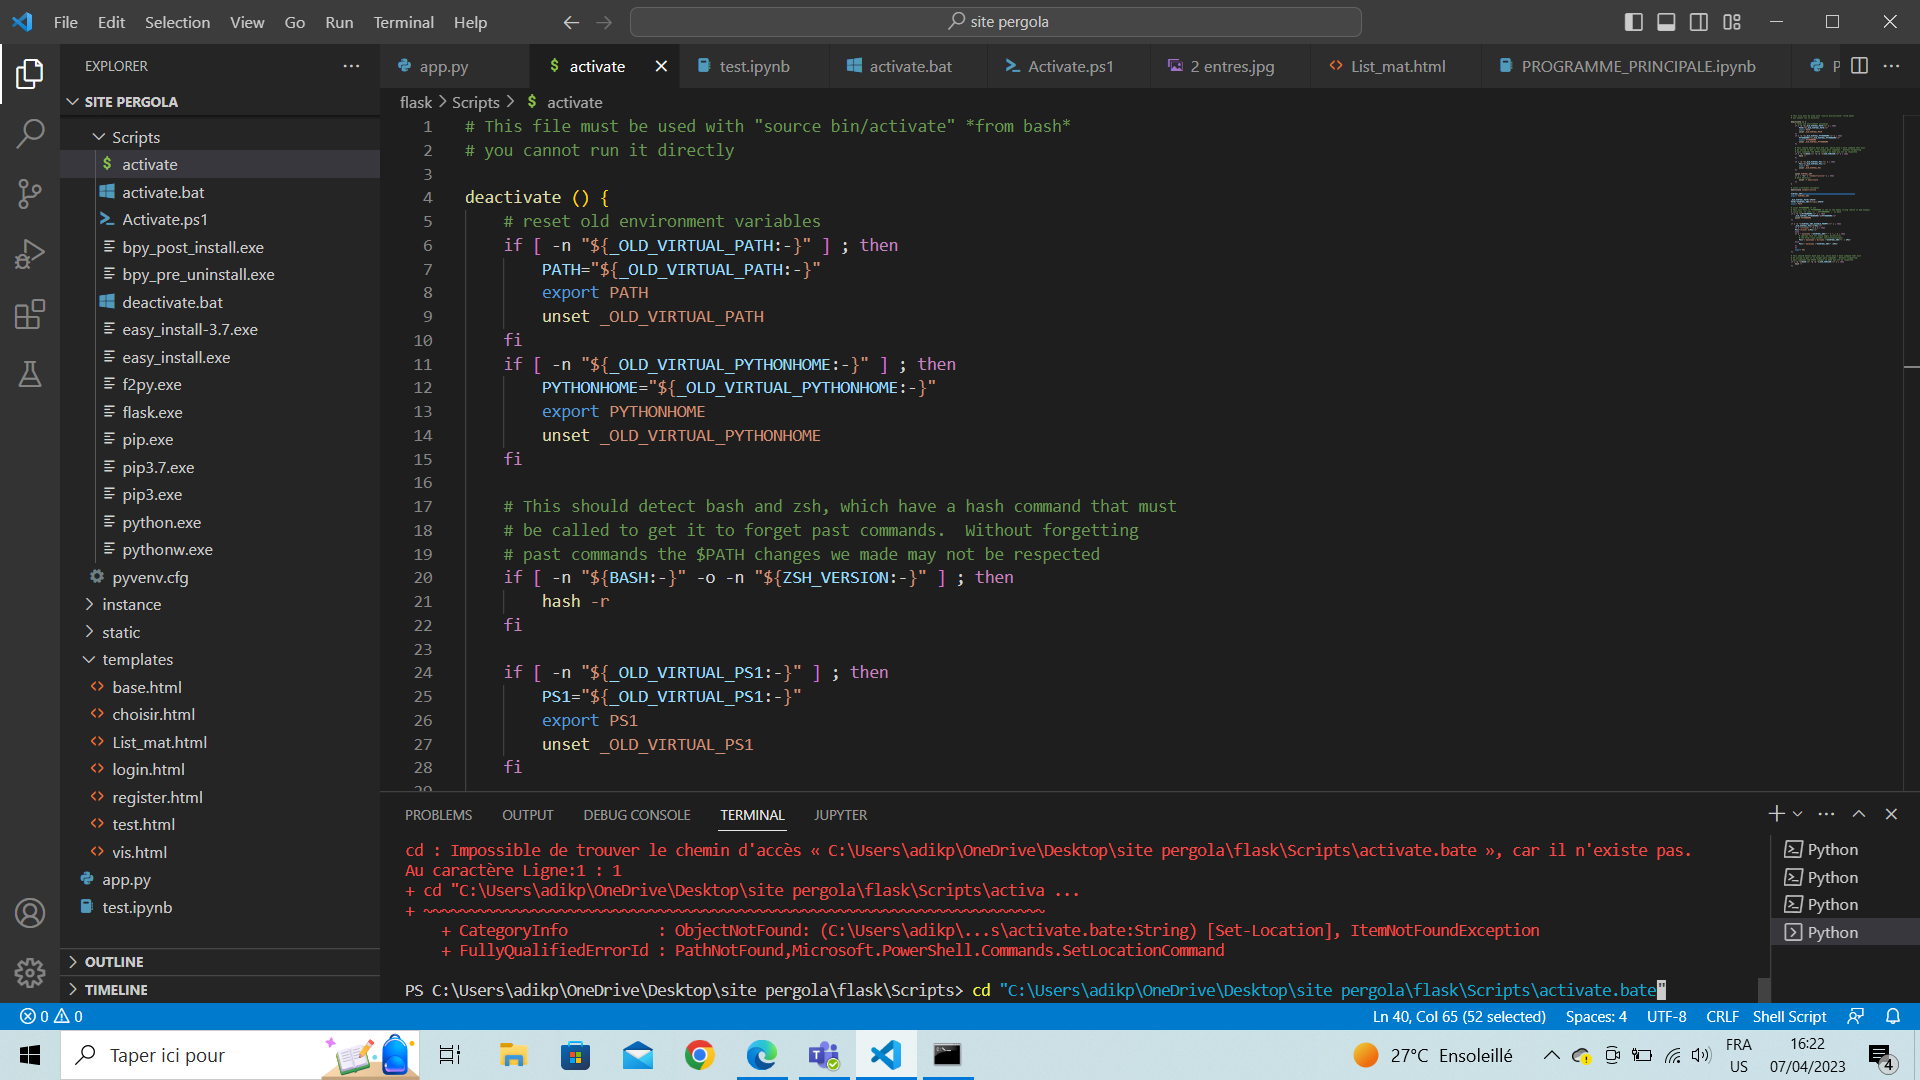 File Edit Selection View Go Run Terminal Help
site pergola
EXPLORER
SITE PERGOLA
Scripts
activate
activate.bat
Activate.ps1
bpy_post_install.exe
bpy_pre_uninstall.exe
deactivate.bat
easy_install-3.7.exe
easy_install.exe
f2py.exe
flask.exe
pip.exe
pip3.7.exe
pip3.exe
python.exe
pythonw.exe
pyvenv.cfg
instance
static
templates
base.html
choisir.html
List_mat.html
login.html
register.html
test.html
vis.html
app.py
test.ipynb
OUTLINE
TIMELINE
app.py activate test.ipynb activate.bat Activate.ps1 2 entres.jpg List_mat.html PROGRAMME_PRINCIPALE.ipynb P
flask > Scripts > $ activate
1 # This file must be used with "source bin/activate" *from bash*
2 # you cannot run it directly
3
4 deactivate () {
5 # reset old environment variables
6 if [ -n "${_OLD_VIRTUAL_PATH:-}" ] ; then
7 PATH="${_OLD_VIRTUAL_PATH:-}"
8 export PATH
9 unset _OLD_VIRTUAL_PATH
10 fi
11 if [ -n "${_OLD_VIRTUAL_PYTHONHOME:-}" ] ; then
12 PYTHONHOME="${_OLD_VIRTUAL_PYTHONHOME:-}"
13 export PYTHONHOME
14 unset _OLD_VIRTUAL_PYTHONHOME
15 fi
16
17 # This should detect bash and zsh, which have a hash command that must
18 # be called to get it to forget past commands.  Without forgetting
19 # past commands the $PATH changes we made may not be respected
20 if [ -n "${BASH:-}" -o -n "${ZSH_VERSION:-}" ] ; then
21 hash -r
22 fi
23
24 if [ -n "${_OLD_VIRTUAL_PS1:-}" ] ; then
25 PS1="${_OLD_VIRTUAL_PS1:-}"
26 export PS1
27 unset _OLD_VIRTUAL_PS1
28 fi
29
PROBLEMS OUTPUT DEBUG CONSOLE TERMINAL JUPYTER
cd : Impossible de trouver le chemin d'accès « C:\Users\adikp\OneDrive\Desktop\site pergola\flask\Scripts\activate.bate », car il n'existe pas.
Au caractère Ligne:1 : 1
+ cd "C:\Users\adikp\OneDrive\Desktop\site pergola\flask\Scripts\activa ...
+ ~~~~~~~~~~~~~~~~~~~~~~~~~~~~~~~~~~~~~~~~~~~~~~~~~~~~~~~~~~~~~~~~~~~~~
+ CategoryInfo : ObjectNotFound: (C:\Users\adikp\...s\activate.bate:String) [Set-Location], ItemNotFoundException
+ FullyQualifiedErrorId : PathNotFound,Microsoft.PowerShell.Commands.SetLocationCommand
PS C:\Users\adikp\OneDrive\Desktop\site pergola\flask\Scripts> cd "C:\Users\adikp\OneDrive\Desktop\site pergola\flask\Scripts\activate.bate"
Python
Python
Python
Python
0 0
Ln 40, Col 65 (52 selected) Spaces: 4 UTF-8 CRLF Shell Script
Taper ici pour
27°C Ensoleillé
FRA
US
16:22
07/04/2023
4